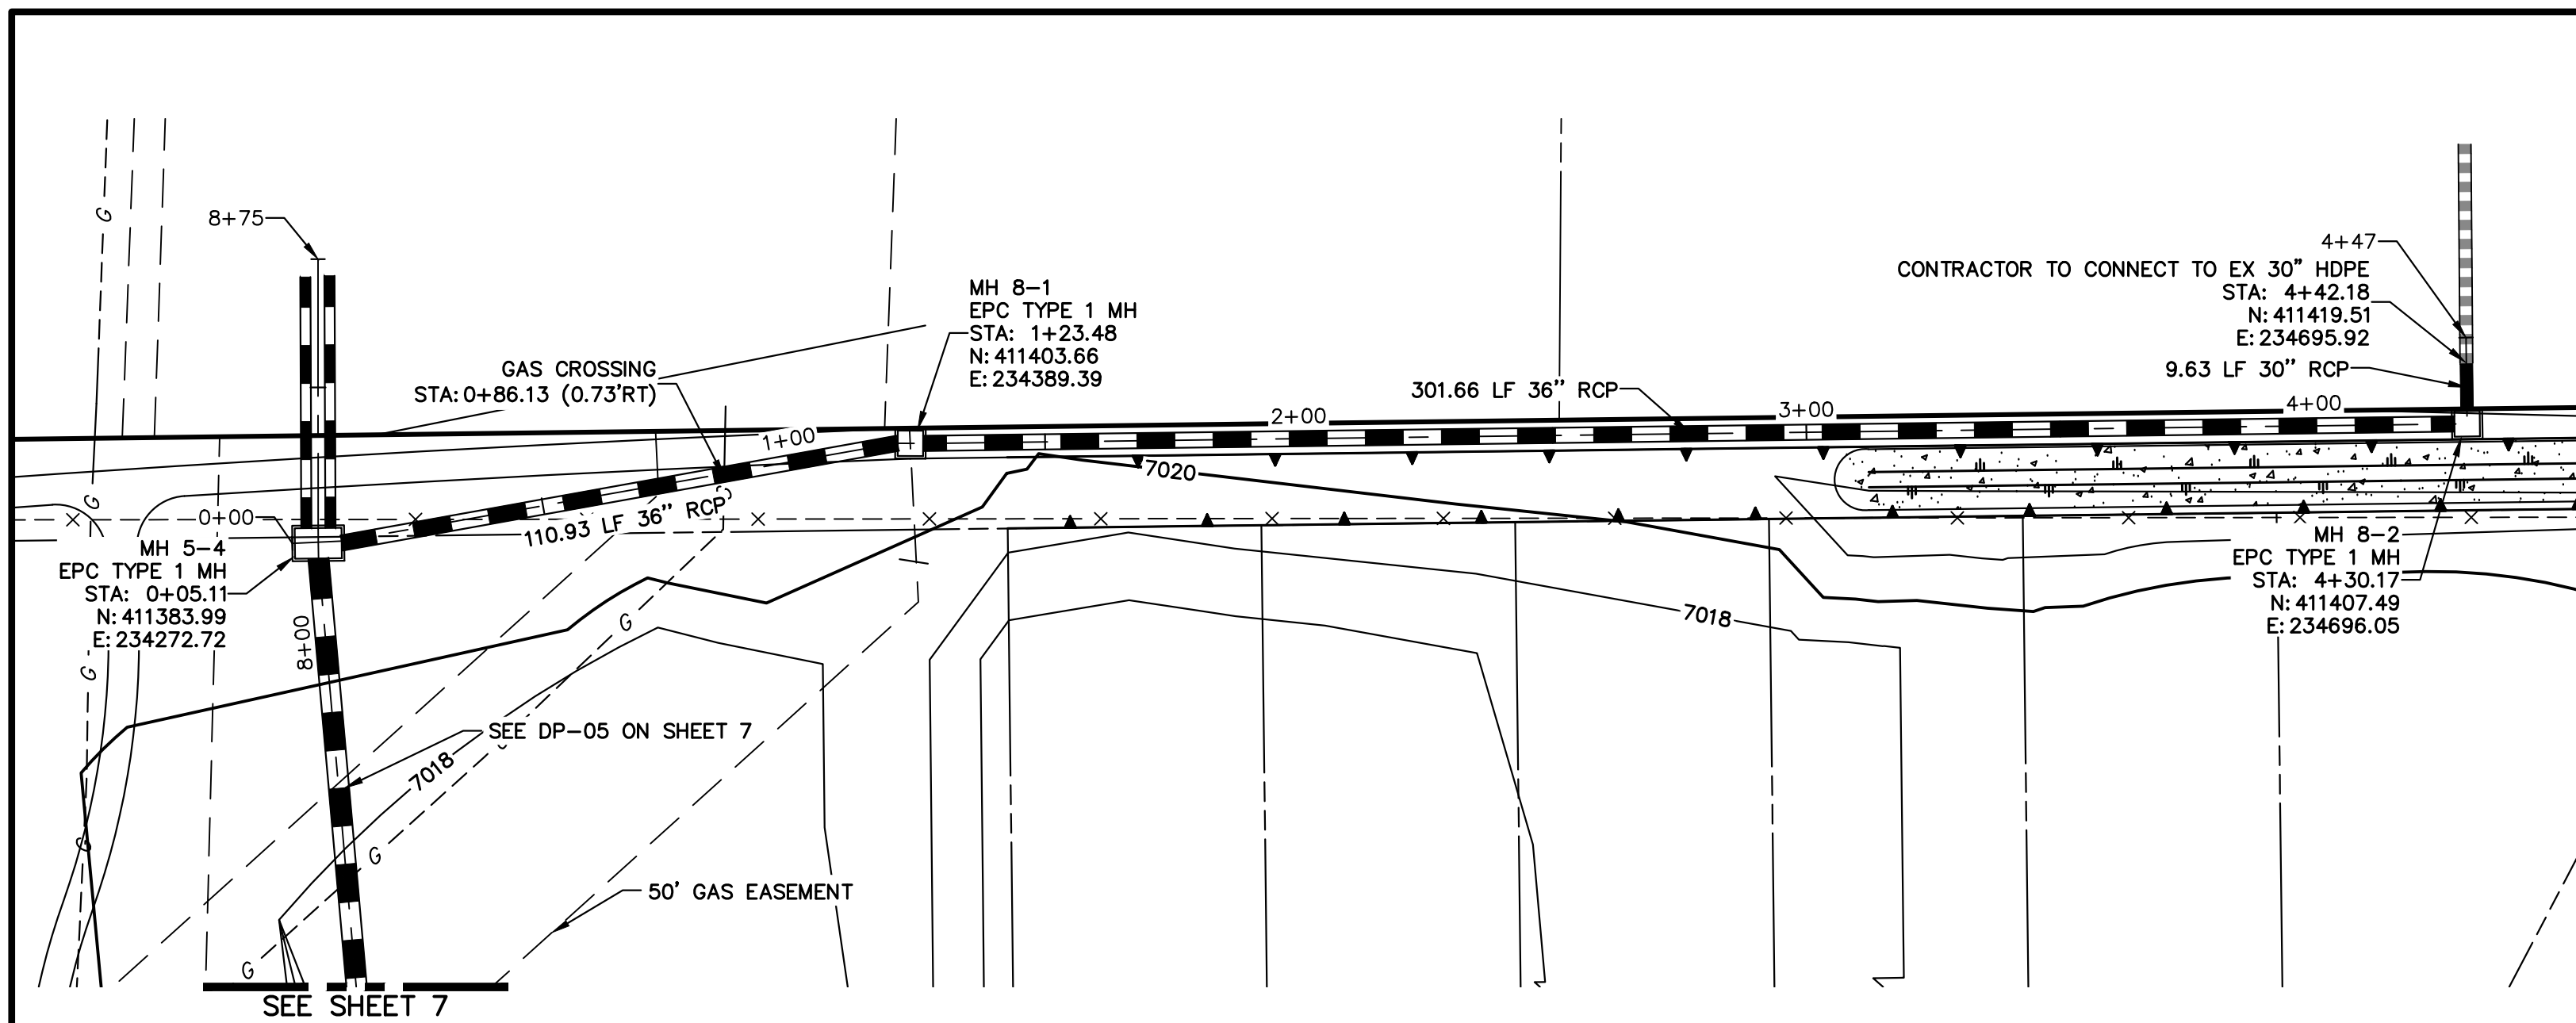 8+75
4+47
CONTRACTOR TO CONNECT TO EX 30" HDPE
STA: 4+42.18
N:411419.51
E:234695.92
9.63 LF 30" RCP
MH 8-1
EPC TYPE 1 MH
STA: 1+23.48
N:411403.66
E:234389.39
GAS CROSSING
STA:0+86.13 (0.73'RT)
301.66 LF 36" RCP
1+00
2+00
3+00
4+00
G
G
7020
110.93 LF 36" RCP
0+00
MH 5-4
EPC TYPE 1 MH
STA: 0+05.11
N:411383.99
E:234272.72
8+00
MH 8-2
EPC TYPE 1 MH
STA: 4+30.17
N:411407.49
E:234696.05
7018
G
G
SEE DP-05 ON SHEET 7
7018
G
G
50' GAS EASEMENT
G
SEE SHEET 7